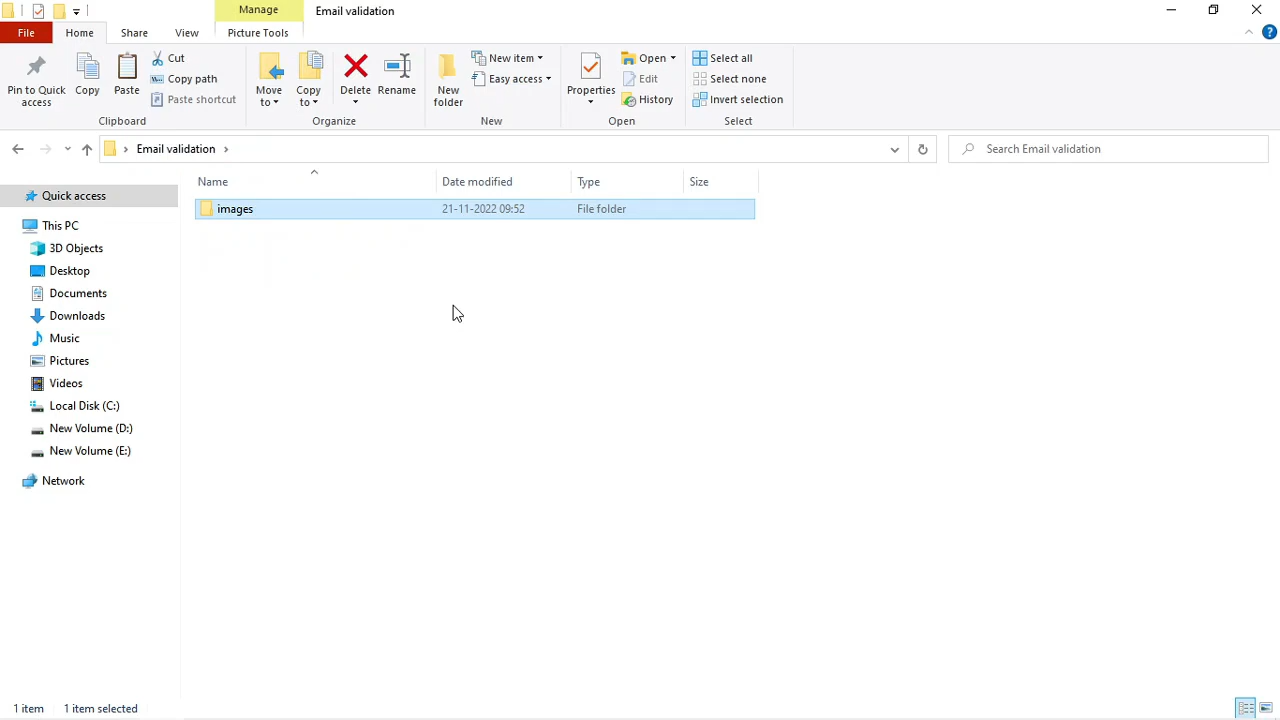 Manage
Email validation
File
Home
Share
View
Picture Tools
Pin to Quick access
Copy
Paste
Cut
Copy path
Paste shortcut
Clipboard
Move to
Copy to
Delete
Rename
Organize
New folder
New item
Easy access
New
Properties
Open
Edit
History
Open
Select all
Select none
Invert selection
Select
Email validation
Search Email validation
Name
Date modified
Type
Size
images
21-11-2022 09:52
File folder
Quick access
This PC
3D Objects
Desktop
Documents
Downloads
Music
Pictures
Videos
Local Disk (C:)
New Volume (D:)
New Volume (E:)
Network
1 item
1 item selected